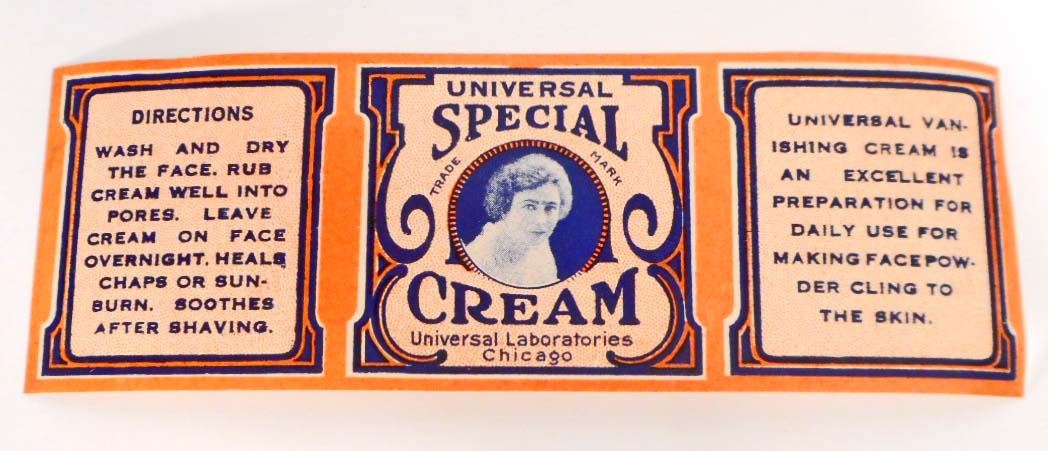 DIRECTIONS
WASH AND DRY
THE FACE. RUB
CREAM WELL INTO
PORES. LEAVE
CREAM ON FACE
OVERNIGHT. HEALS
CHAPS OR SUN-
BURN. SOOTHES
AFTER SHAVING.
UNIVERSAL
SPECIAL
TRADE MARK
CREAM
Universal Laboratories
Chicago
UNIVERSAL VAN-
ISHING CREAM IS
AN EXCELLENT
PREPARATION FOR
DAILY USE FOR
MAKING FACE POW-
DER CLING TO
THE SKIN.